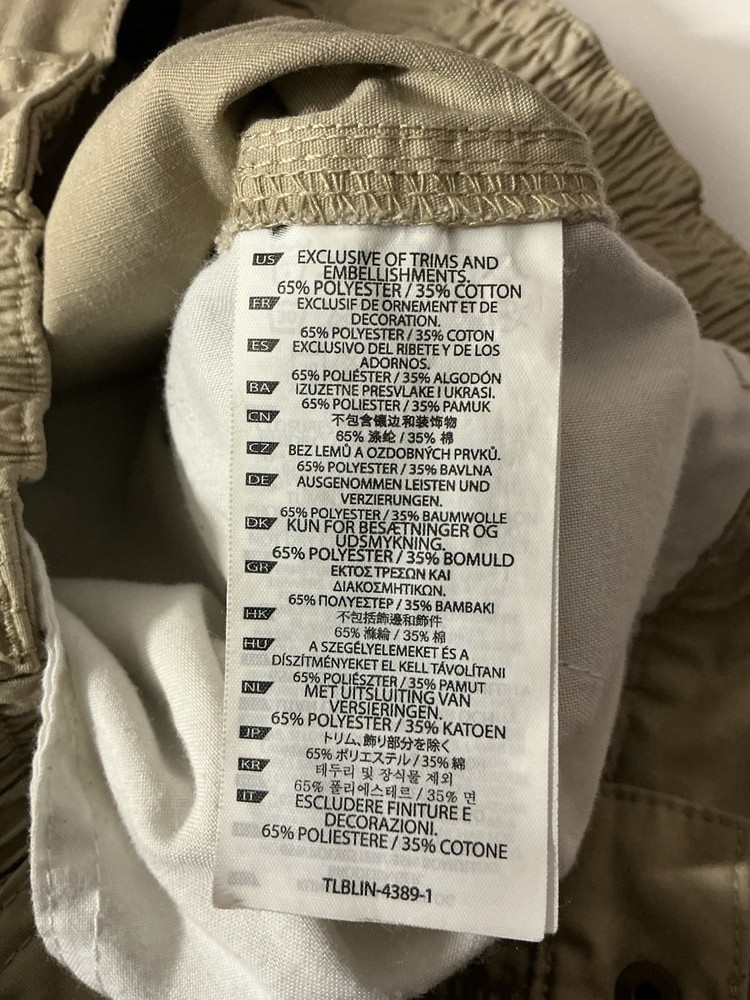 US EXCLUSIVE OF TRIMS AND
EMBELLISHMENTS.
65% POLYESTER / 35% COTTON
FR EXCLUSIF DE ORNEMENT ET DE
DECORATION.
65% POLYESTER / 35% COTON
ES EXCLUSIVO DEL RIBETE Y DE LOS
ADORNOS.
65% POLIÉSTER / 35% ALGODÓN
BA IZUZETNE PRESVLAKE I UKRASI.
65% POLIESTER / 35% PAMUK
CN 不包含镶边和装饰物
65% 涤纶 / 35% 棉
CZ BEZ LEMŮ A OZDOBNÝCH PRVKŮ.
65% POLYESTER / 35% BAVLNA
DE AUSGENOMMEN LEISTEN UND
VERZIERUNGEN.
65% POLYESTER / 35% BAUMWOLLE
DK KUN FOR BESÆTNINGER OG
UDSMYKNING.
65% POLYESTER / 35% BOMULD
GR ΕΚΤΟΣ ΤΡΕΣΩΝ ΚΑΙ
ΔΙΑΚΟΣΜΗΤΙΚΩΝ.
65% ΠΟΛΥΕΣΤΕΡ / 35% ΒΑΜΒΑΚΙ
HK 不包括飾邊和飾件
65% 滌綸 / 35% 棉
HU A SZEGÉLYELEMEKET ÉS A
DÍSZÍTMÉNYEKET EL KELL TÁVOLÍTANI
65% POLIÉSZTER / 35% PAMUT
NL MET UITSLUITING VAN
VERSIERINGEN.
65% POLYESTER / 35% KATOEN
JP トリム、飾り部分を除く
65% ポリエステル / 35% 綿
KR 테두리 및 장식물 제외
65% 폴리에스테르 / 35% 면
IT ESCLUDERE FINITURE E
DECORAZIONI.
65% POLIESTERE / 35% COTONE
TLBLIN-4389-1